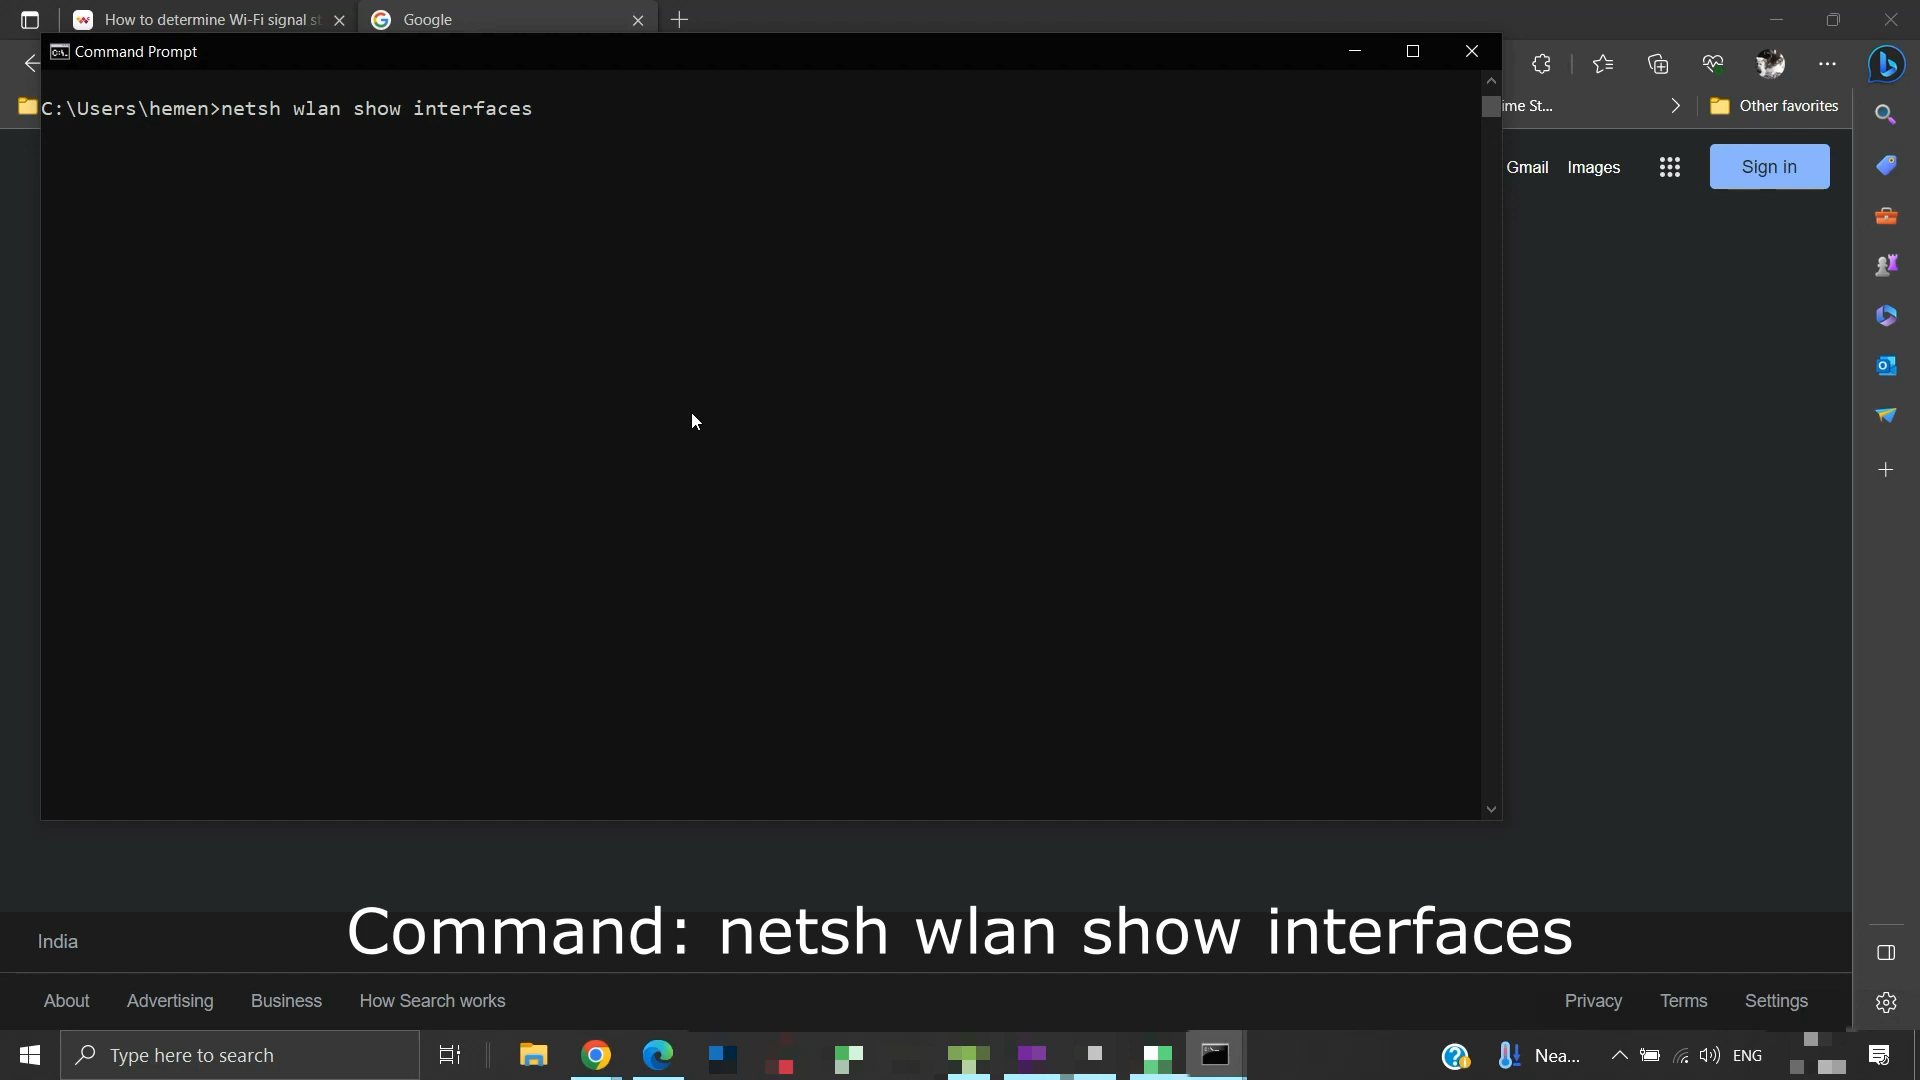 How to determine Wi-Fi signal st
Google
Command Prompt
C:\Users\hemen>netsh wlan show interfaces
ime St...
Other favorites
Gmail
Images
Sign in
Command: netsh wlan show interfaces
India
About
Advertising
Business
How Search works
Privacy
Terms
Settings
Type here to search
Nea...
ENG